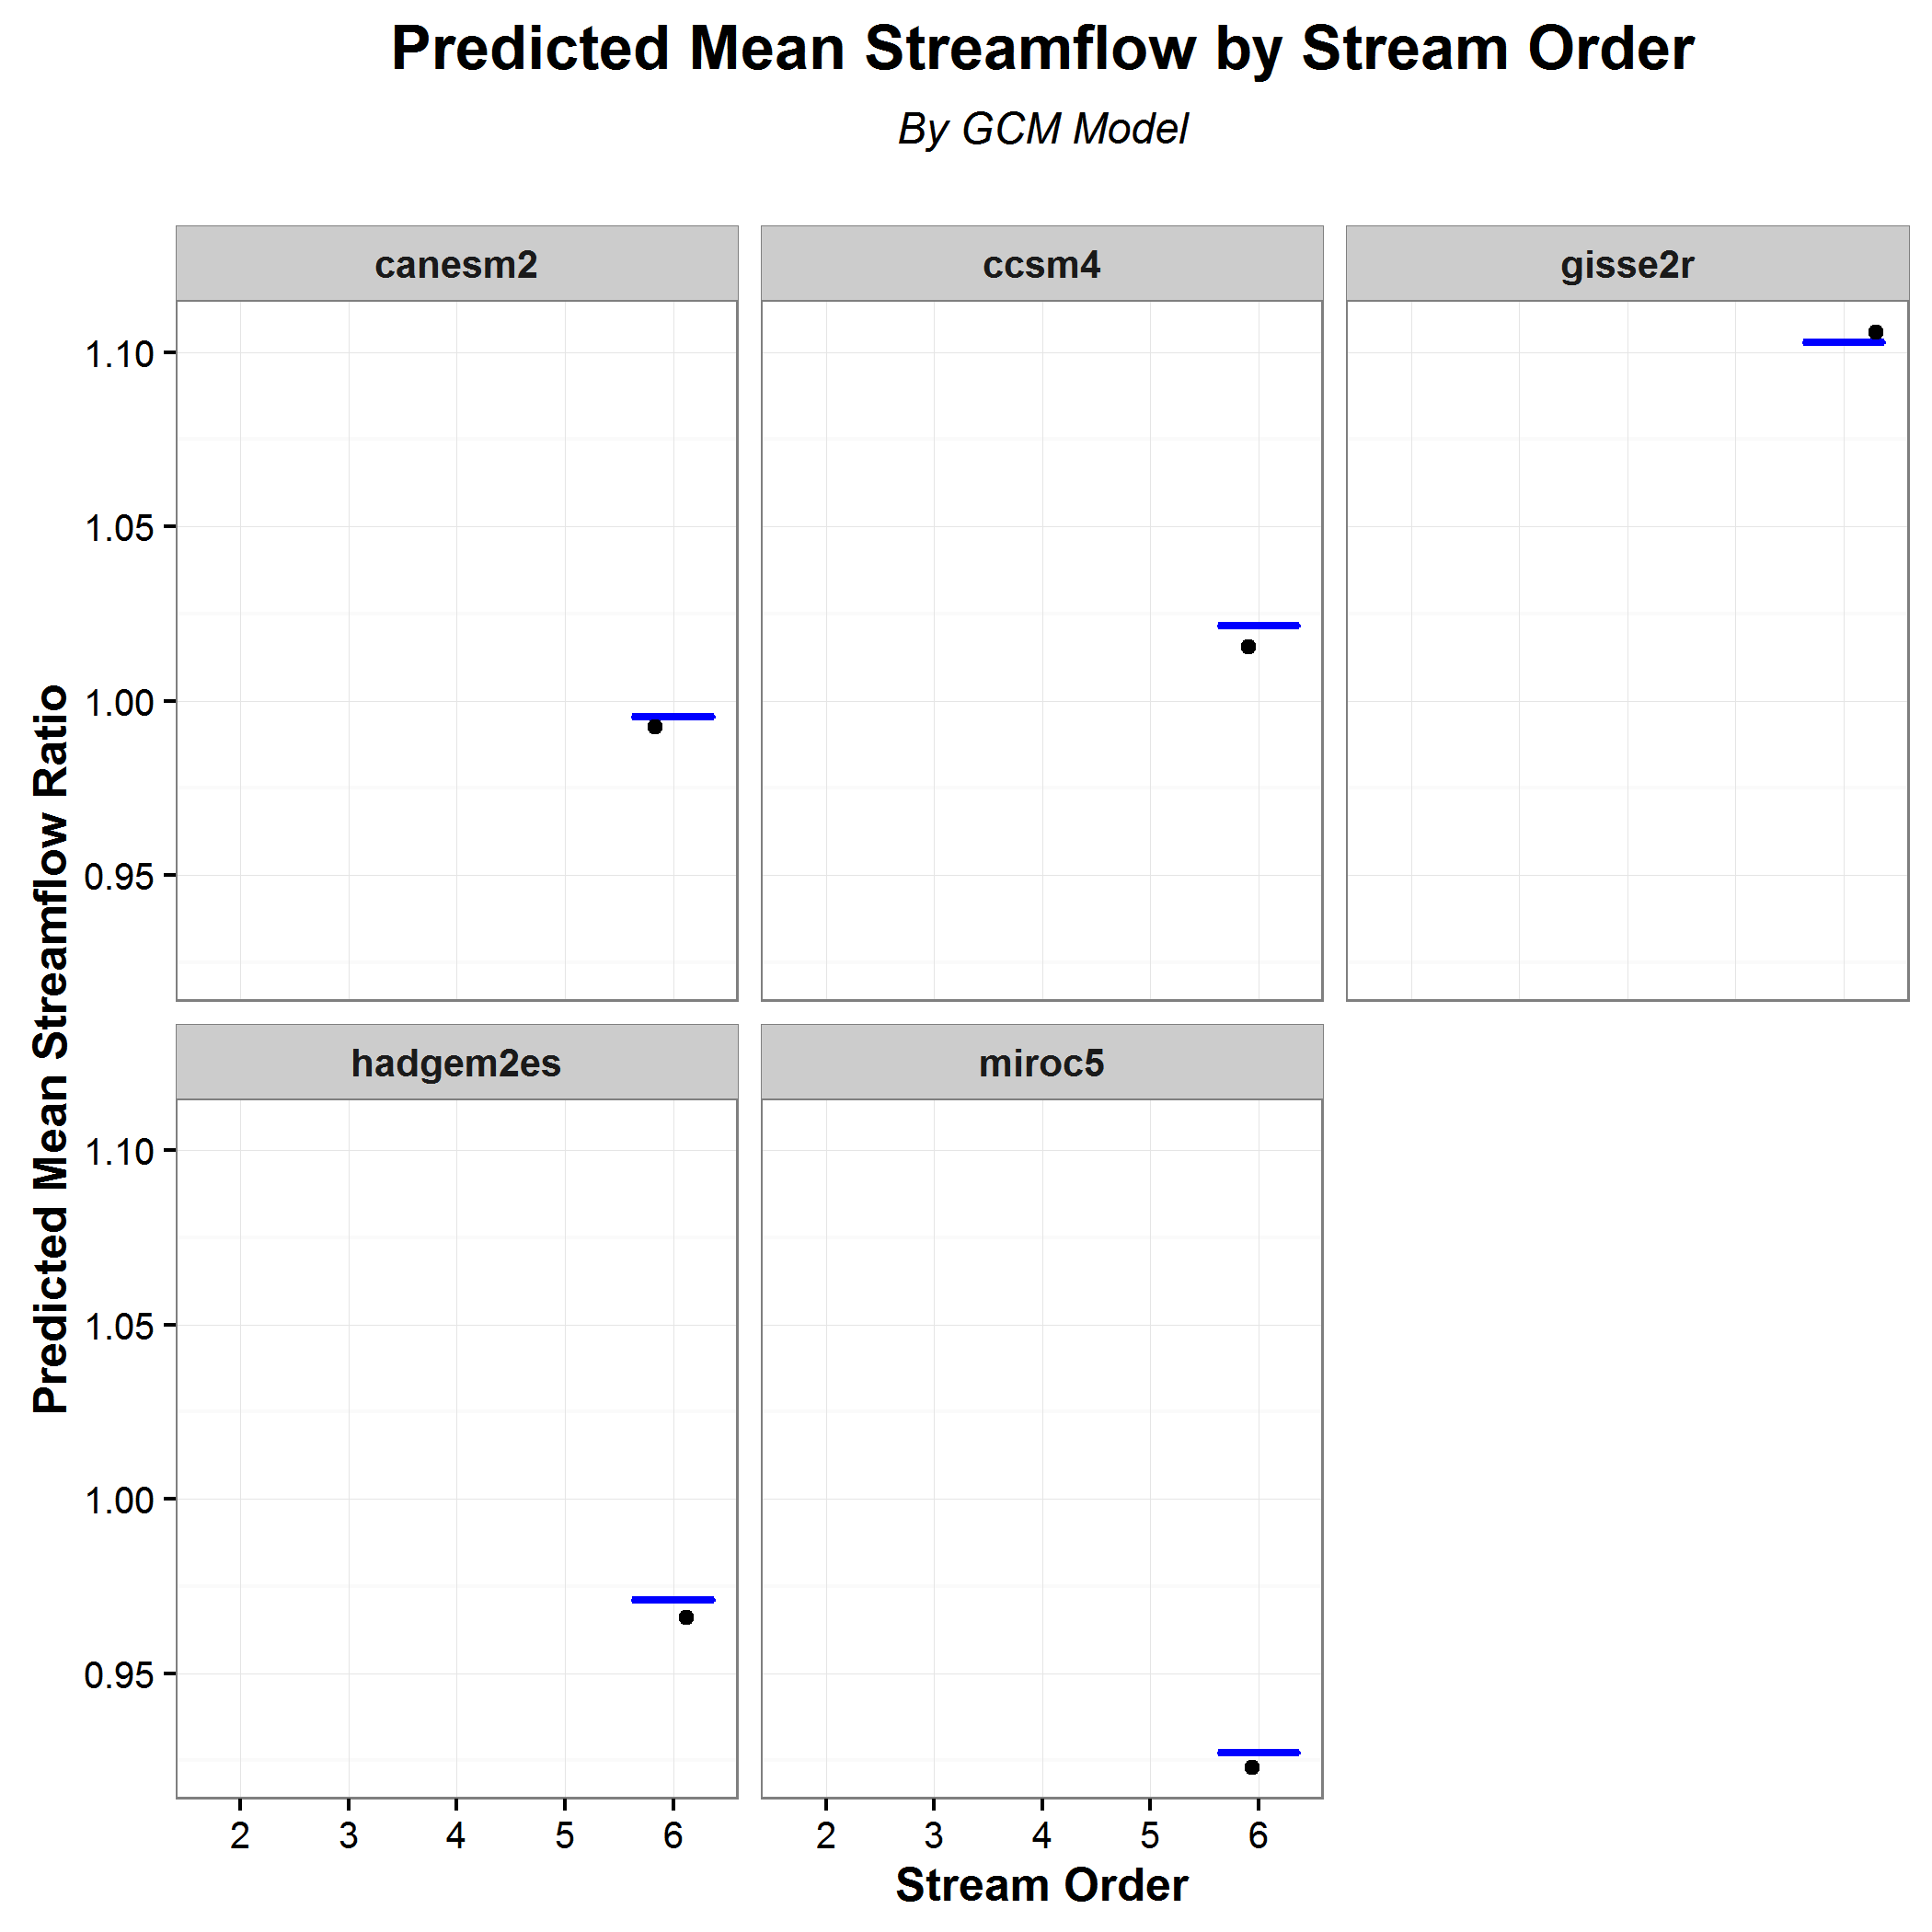 Predicted Mean Streamflow by Stream Order
By GCM Model
canesm2
ccsm4
gisse2r
1.10
1.05
1.00
0.95
Predicted Mean Streamflow Ratio
hadgem2es
miroc5
1.10
1.05
1.00
0.95
2 3 4 5 6
2 3 4 5 6
Stream Order